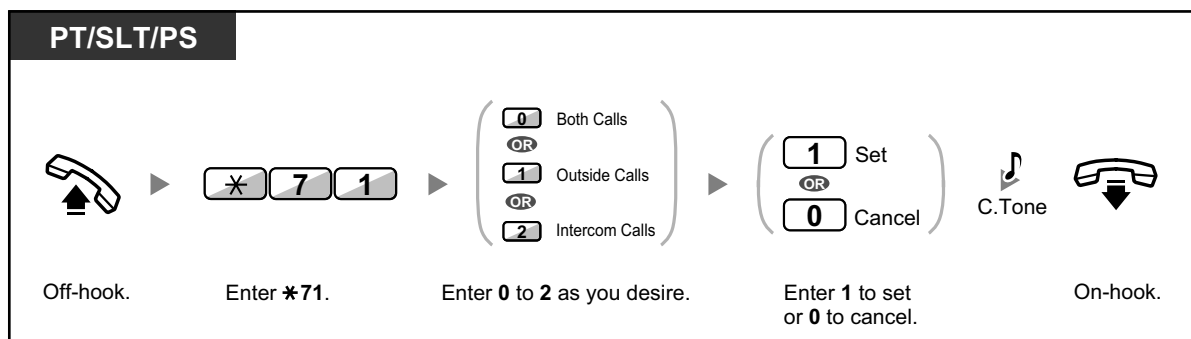 PT/SLT/PS
0 Both Calls
OR
1 Outside Calls
OR
2 Intercom Calls
1 Set
OR
0 Cancel
* 7 1
C.Tone
Off-hook.
Enter *71.
Enter 0 to 2 as you desire.
Enter 1 to set
or 0 to cancel.
On-hook.